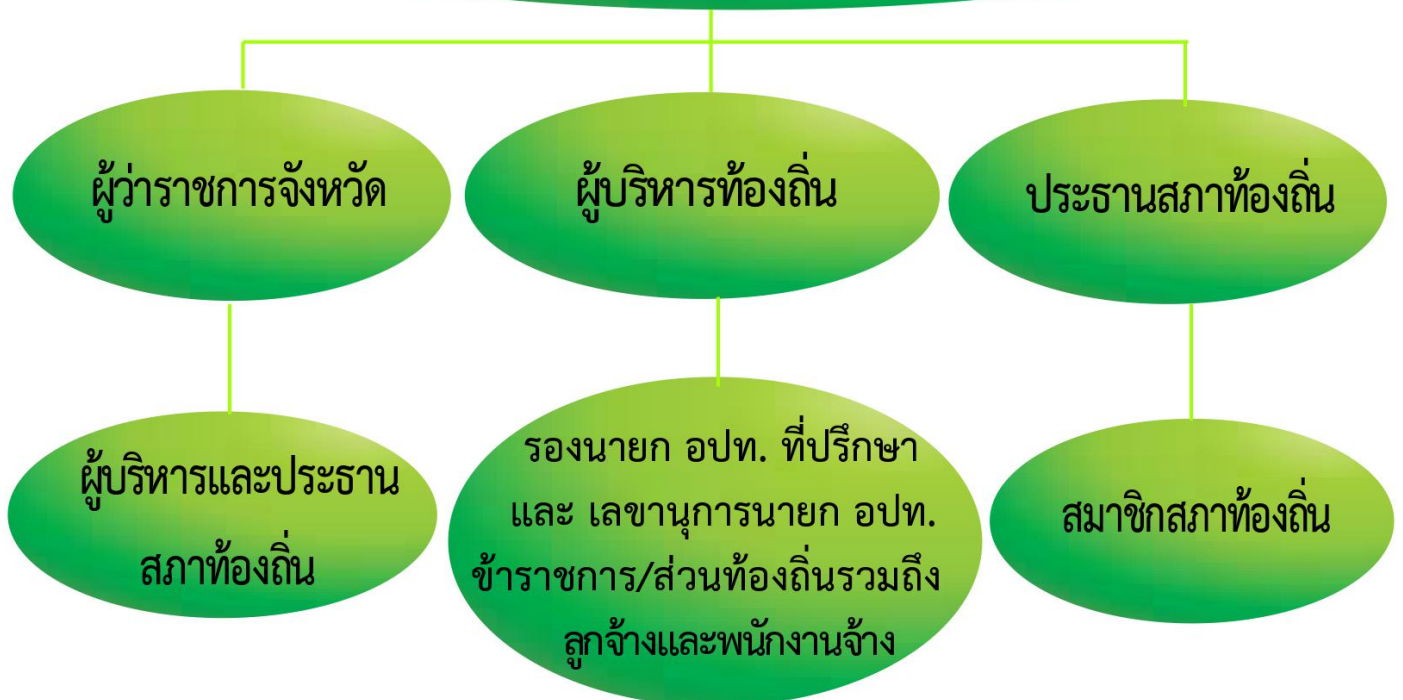 ผู้ว่าราชการจังหวัด
ผู้บริหารท้องถิ่น
ประธานสภาท้องถิ่น
ผู้บริหารและประธาน
สภาท้องถิ่น
รองนายก อปท. ที่ปรึกษา
และ เลขานุการนายก อปท.
ข้าราชการ/ส่วนท้องถิ่นรวมถึง
ลูกจ้างและพนักงานจ้าง
สมาชิกสภาท้องถิ่น